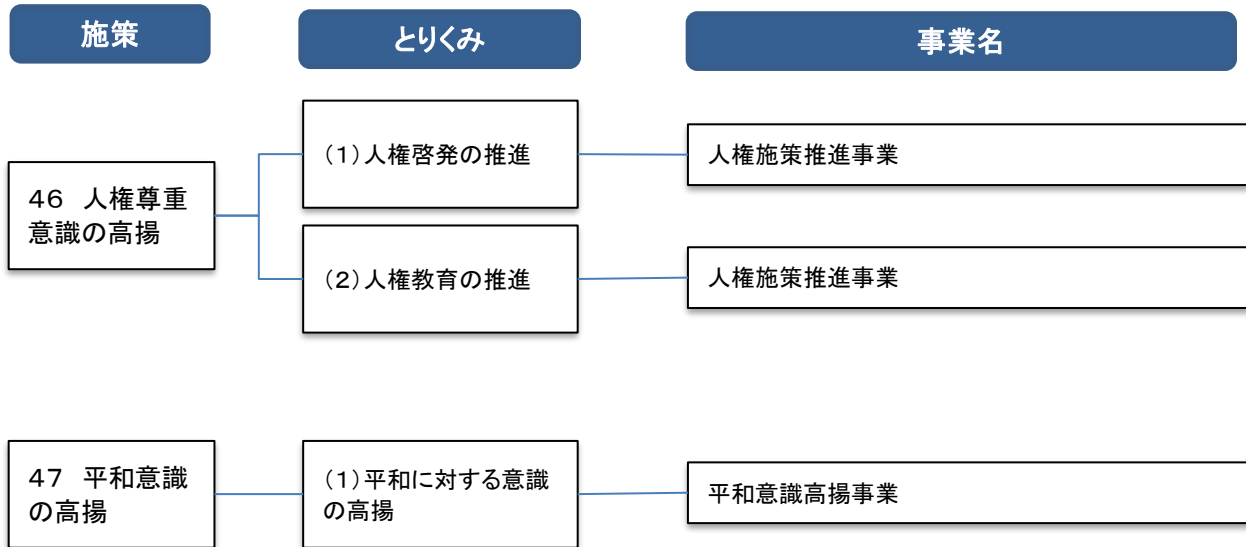 施策
とりくみ
事業名
(1)人権啓発の推進
人権施策推進事業
46 人権尊重
意識の高揚
(2)人権教育の推進
人権施策推進事業
47 平和意識
の高揚
(1)平和に対する意識
の高揚
平和意識高揚事業